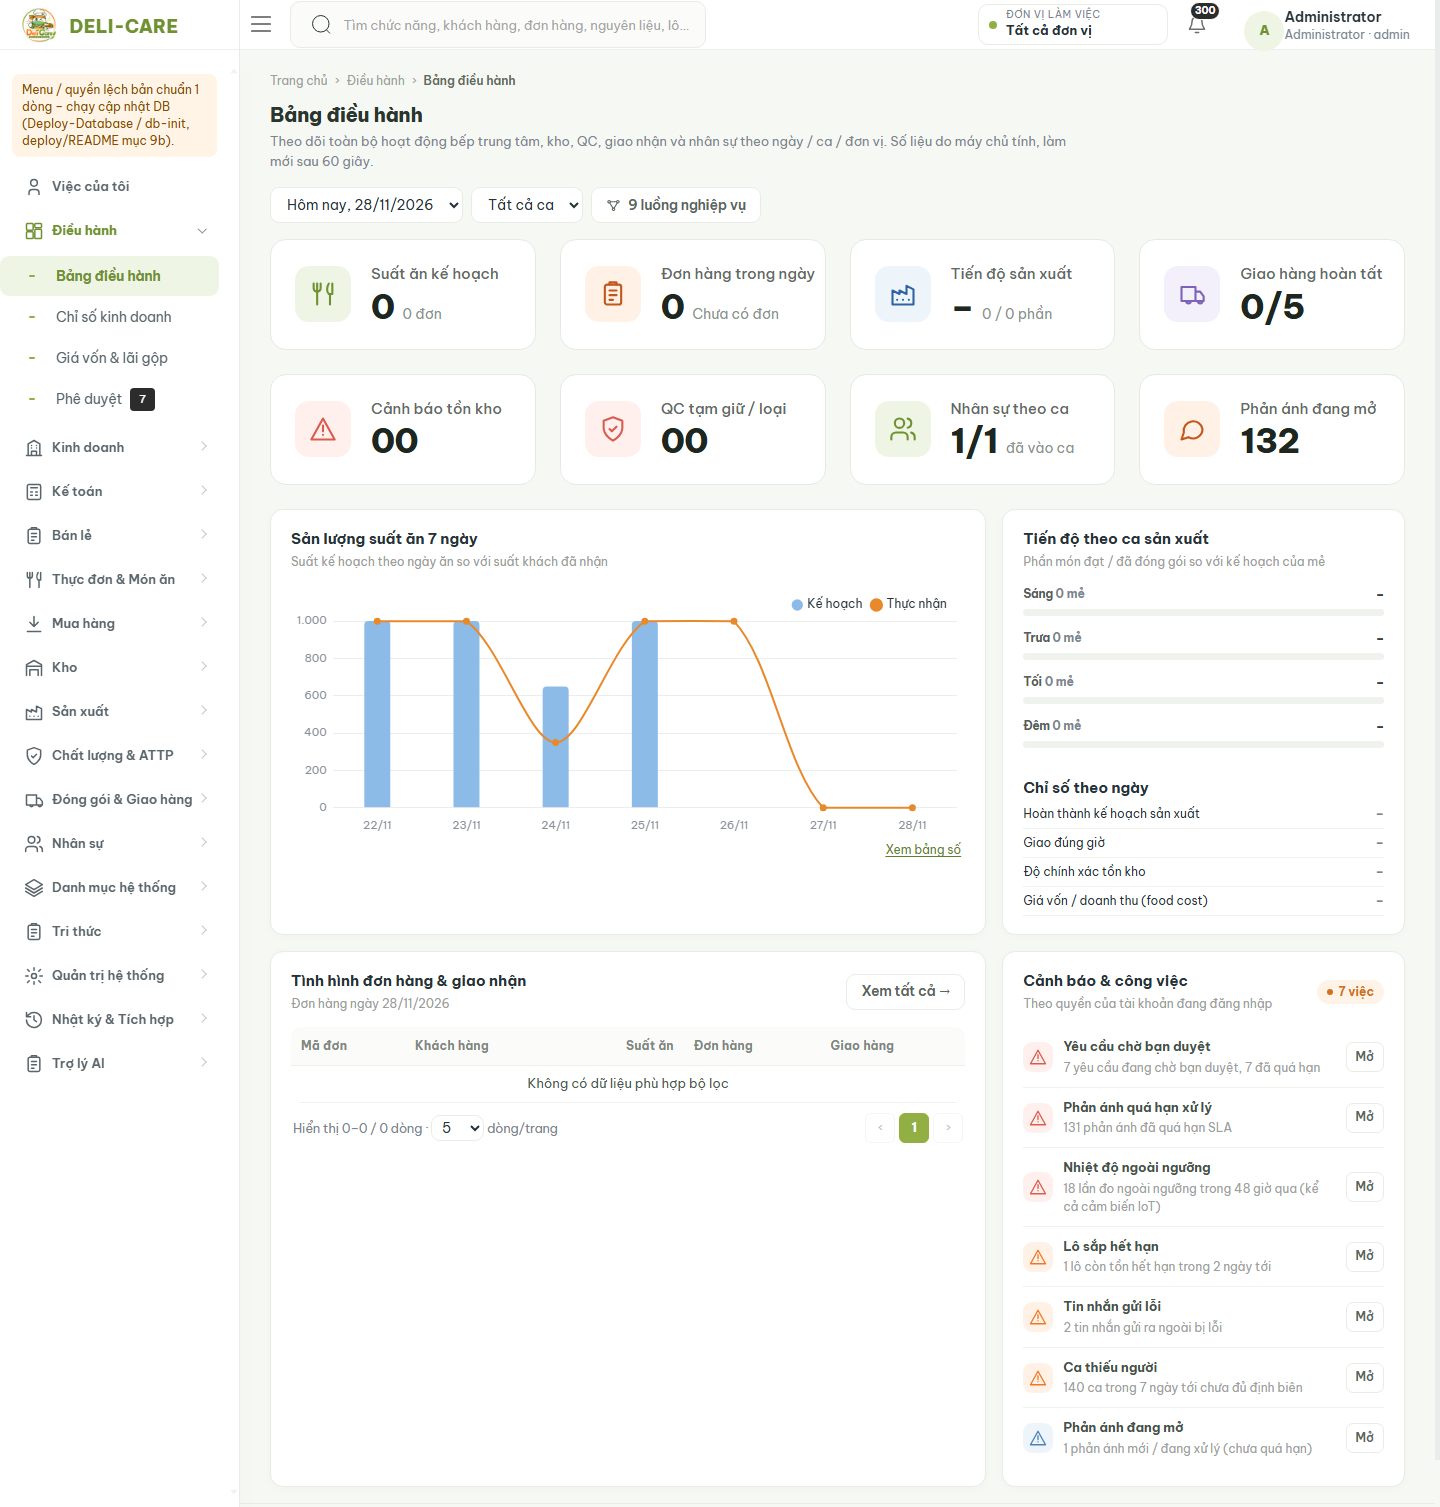 DELI-CARE
Tìm chức năng, khách hàng, đơn hàng, nguyên liệu, lô...
ĐƠN VỊ LÀM VIỆC
Tất cả đơn vị
300
A
Administrator
Administrator · admin
Menu / quyền lệch bản chuẩn 1
dòng – chạy cập nhật DB
(Deploy-Database / db-init,
deploy/README mục 9b).
Việc của tôi
Điều hành
Bảng điều hành
Chỉ số kinh doanh
Giá vốn & lãi gộp
Phê duyệt 7
Kinh doanh
Kế toán
Bán lẻ
Thực đơn & Món ăn
Mua hàng
Kho
Sản xuất
Chất lượng & ATTP
Đóng gói & Giao hàng
Nhân sự
Danh mục hệ thống
Tri thức
Quản trị hệ thống
Nhật ký & Tích hợp
Trợ lý AI
Trang chủ › Điều hành › Bảng điều hành
Bảng điều hành
Theo dõi toàn bộ hoạt động bếp trung tâm, kho, QC, giao nhận và nhân sự theo ngày / ca / đơn vị. Số liệu do máy chủ tính, làm
mới sau 60 giây.
Hôm nay, 28/11/2026
Tất cả ca
9 luồng nghiệp vụ
Suất ăn kế hoạch
0 0 đơn
Đơn hàng trong ngày
0 Chưa có đơn
Tiến độ sản xuất
– 0 / 0 phần
Giao hàng hoàn tất
0/5
Cảnh báo tồn kho
00
QC tạm giữ / loại
00
Nhân sự theo ca
1/1 đã vào ca
Phản ánh đang mở
132
Sản lượng suất ăn 7 ngày
Suất kế hoạch theo ngày ăn so với suất khách đã nhận
Kế hoạch Thực nhận
1.000
800
600
400
200
0
22/11 23/11 24/11 25/11 26/11 27/11 28/11
Xem bảng số
Tiến độ theo ca sản xuất
Phần món đạt / đã đóng gói so với kế hoạch của mẻ
Sáng 0 mẻ –
Trưa 0 mẻ –
Tối 0 mẻ –
Đêm 0 mẻ –
Chỉ số theo ngày
Hoàn thành kế hoạch sản xuất –
Giao đúng giờ –
Độ chính xác tồn kho –
Giá vốn / doanh thu (food cost) –
Tình hình đơn hàng & giao nhận
Đơn hàng ngày 28/11/2026
Xem tất cả →
Mã đơn Khách hàng Suất ăn Đơn hàng Giao hàng
Không có dữ liệu phù hợp bộ lọc
Hiển thị 0–0 / 0 dòng · 5 dòng/trang
‹ 1 ›
Cảnh báo & công việc
Theo quyền của tài khoản đang đăng nhập
7 việc
Yêu cầu chờ bạn duyệt
7 yêu cầu đang chờ bạn duyệt, 7 đã quá hạn
Mở
Phản ánh quá hạn xử lý
131 phản ánh đã quá hạn SLA
Mở
Nhiệt độ ngoài ngưỡng
18 lần đo ngoài ngưỡng trong 48 giờ qua (kể
cả cảm biến IoT)
Mở
Lô sắp hết hạn
1 lô còn tồn hết hạn trong 2 ngày tới
Mở
Tin nhắn gửi lỗi
2 tin nhắn gửi ra ngoài bị lỗi
Mở
Ca thiếu người
140 ca trong 7 ngày tới chưa đủ định biên
Mở
Phản ánh đang mở
1 phản ánh mới / đang xử lý (chưa quá hạn)
Mở